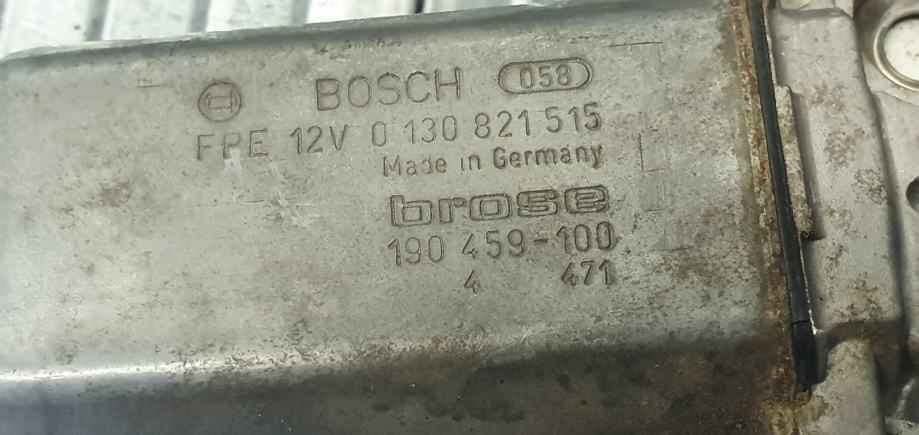 BOSCH 058
FPE 12V 0 130 821 515
Made in Germany
brose
190 459-100
4 471